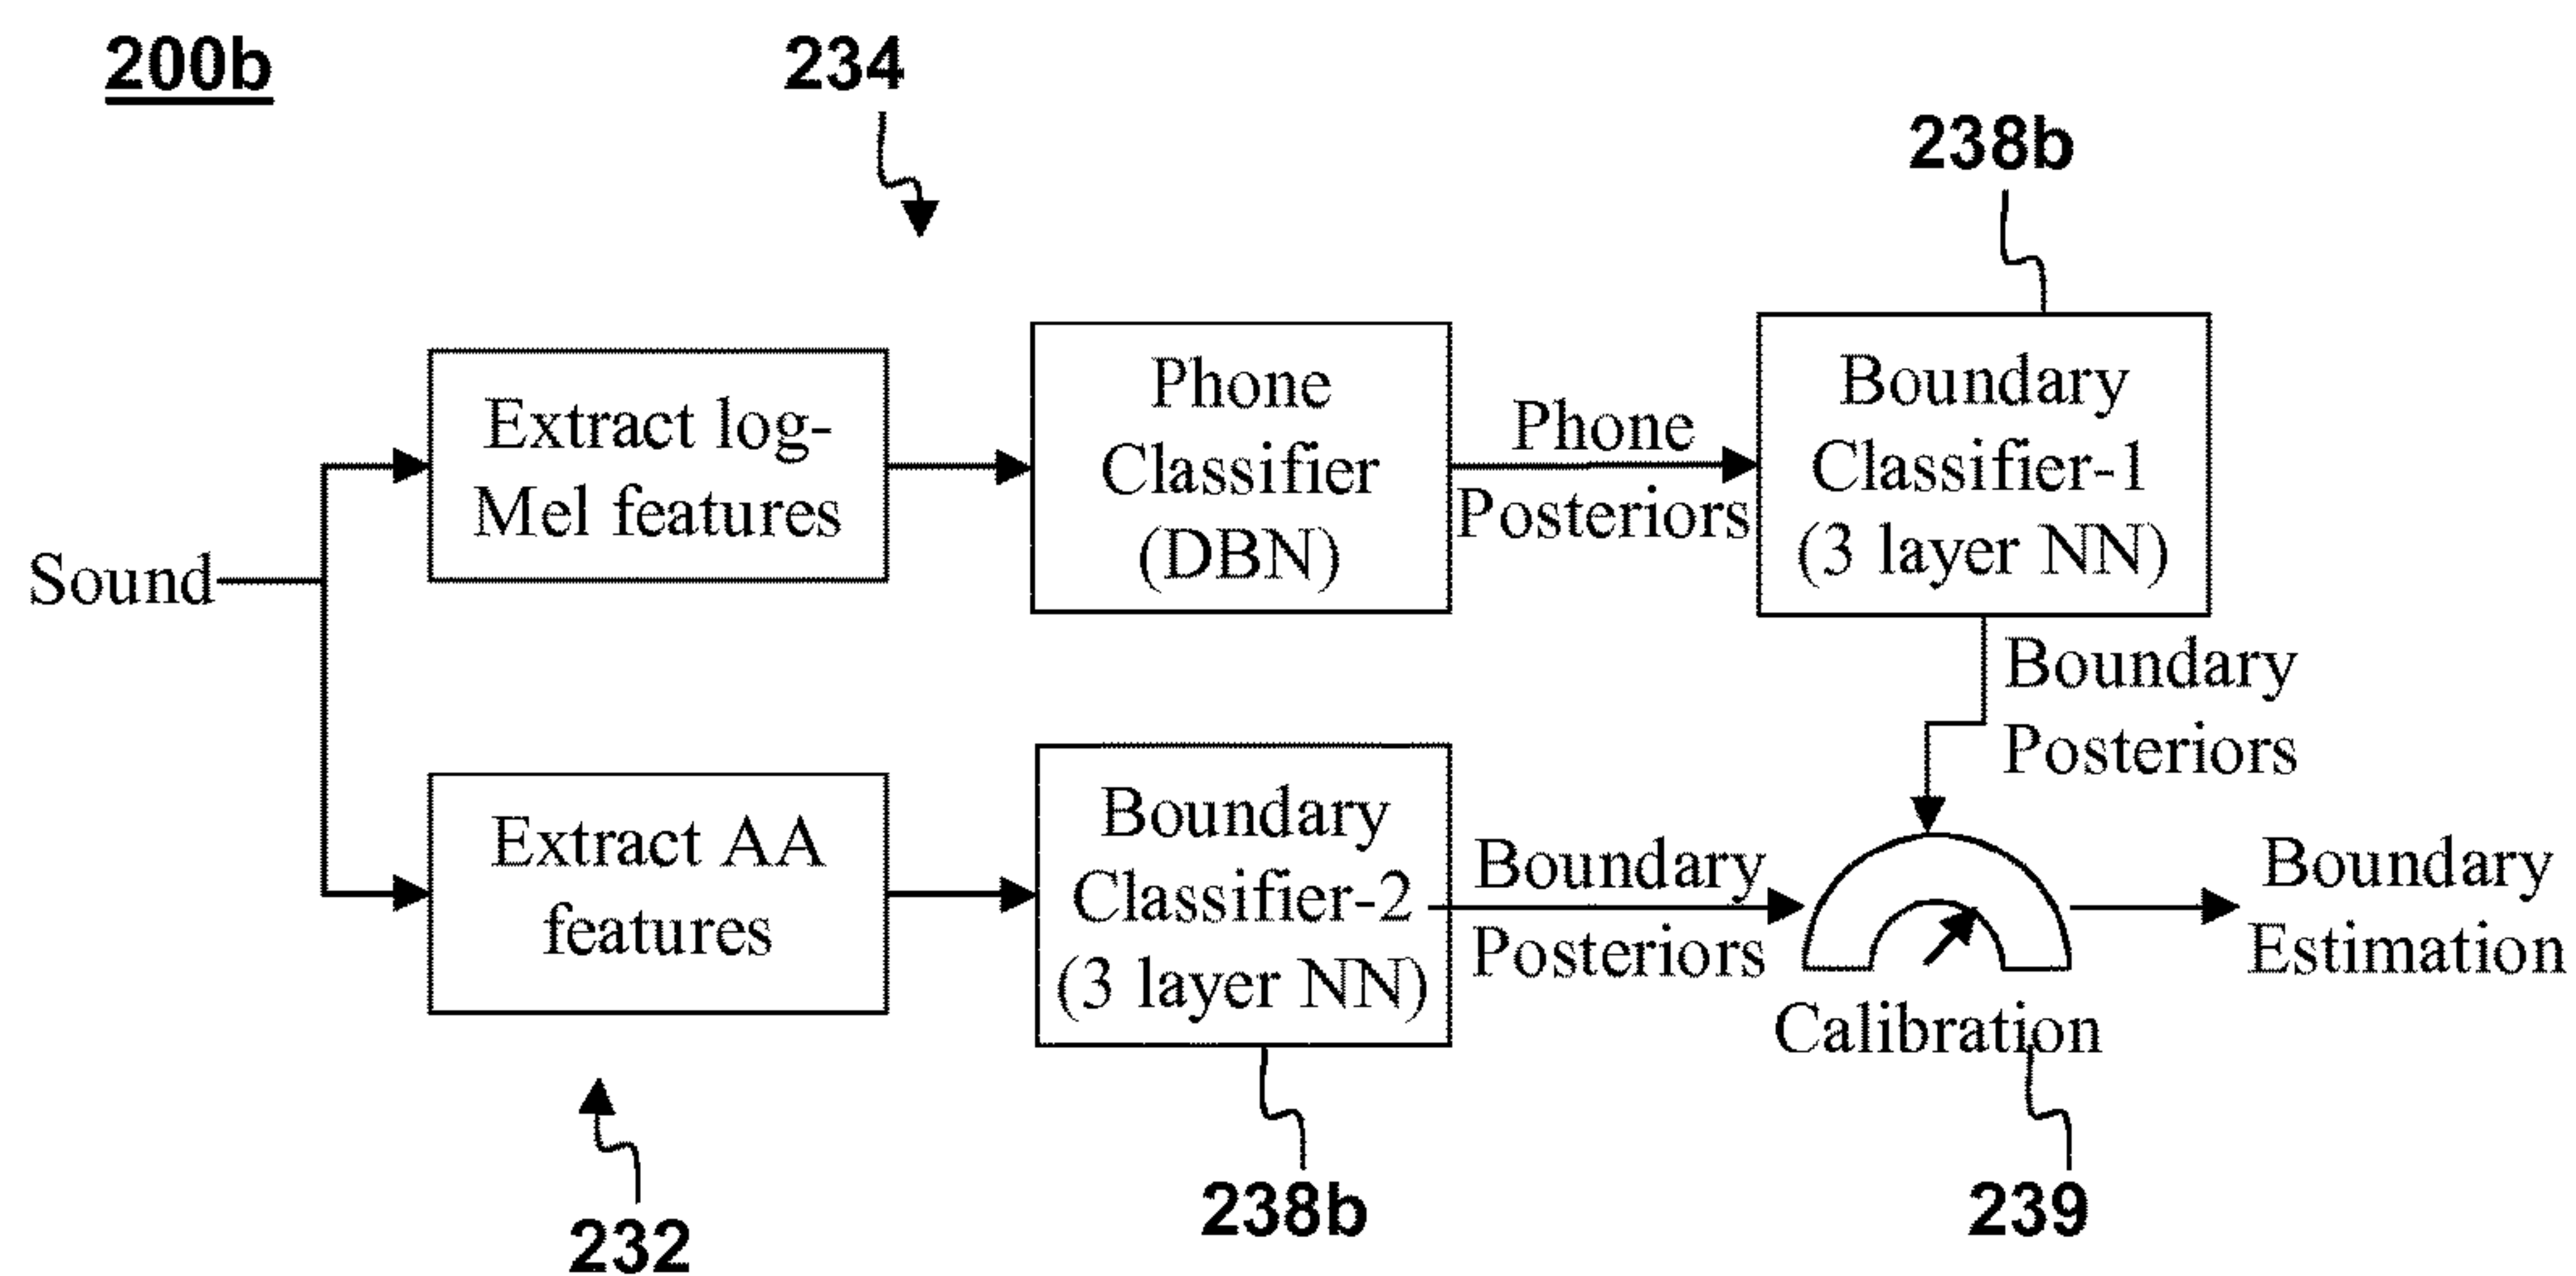 200b
234
238b
Extract log-
Mel features
Phone
Classifier
(DBN)
Phone
Posteriors
Boundary
Classifier-1
(3 layer NN)
Sound
Boundary
Posteriors
Extract AA
features
Boundary
Classifier-2
(3 layer NN)
Boundary
Posteriors
Calibration
Boundary
Estimation
232
238b
239